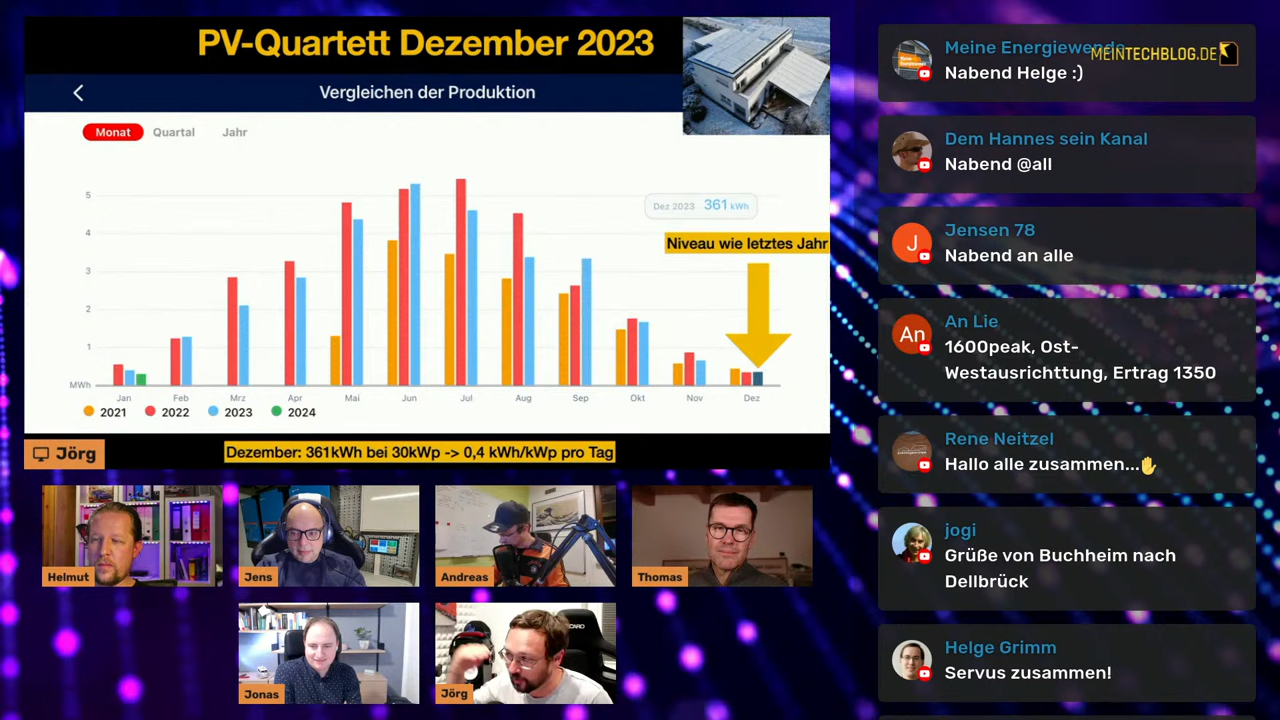 PV-Quartett Dezember 2023
Vergleichen der Produktion
Monat Quartal Jahr
5
4
3
2
1
MWh
Dez 2023 361 kWh
Niveau wie letztes Jahr
Jan Feb Mrz Apr Mai Jun Jul Aug Sep Okt Nov Dez
2021 2022 2023 2024
Jörg
Dezember: 361kWh bei 30kWp -> 0,4 kWh/kWp pro Tag
Helmut
Jens
Andreas
Thomas
Jonas
Jörg
Meine Energiewende
MEINTECHBLOG.DE
Nabend Helge :)
Dem Hannes sein Kanal
Nabend @all
J
Jensen 78
Nabend an alle
An
An Lie
1600peak, Ost-
Westausrichttung, Ertrag 1350
Rene Neitzel
Hallo alle zusammen...✋
jogi
Grüße von Buchheim nach
Dellbrück
Helge Grimm
Servus zusammen!